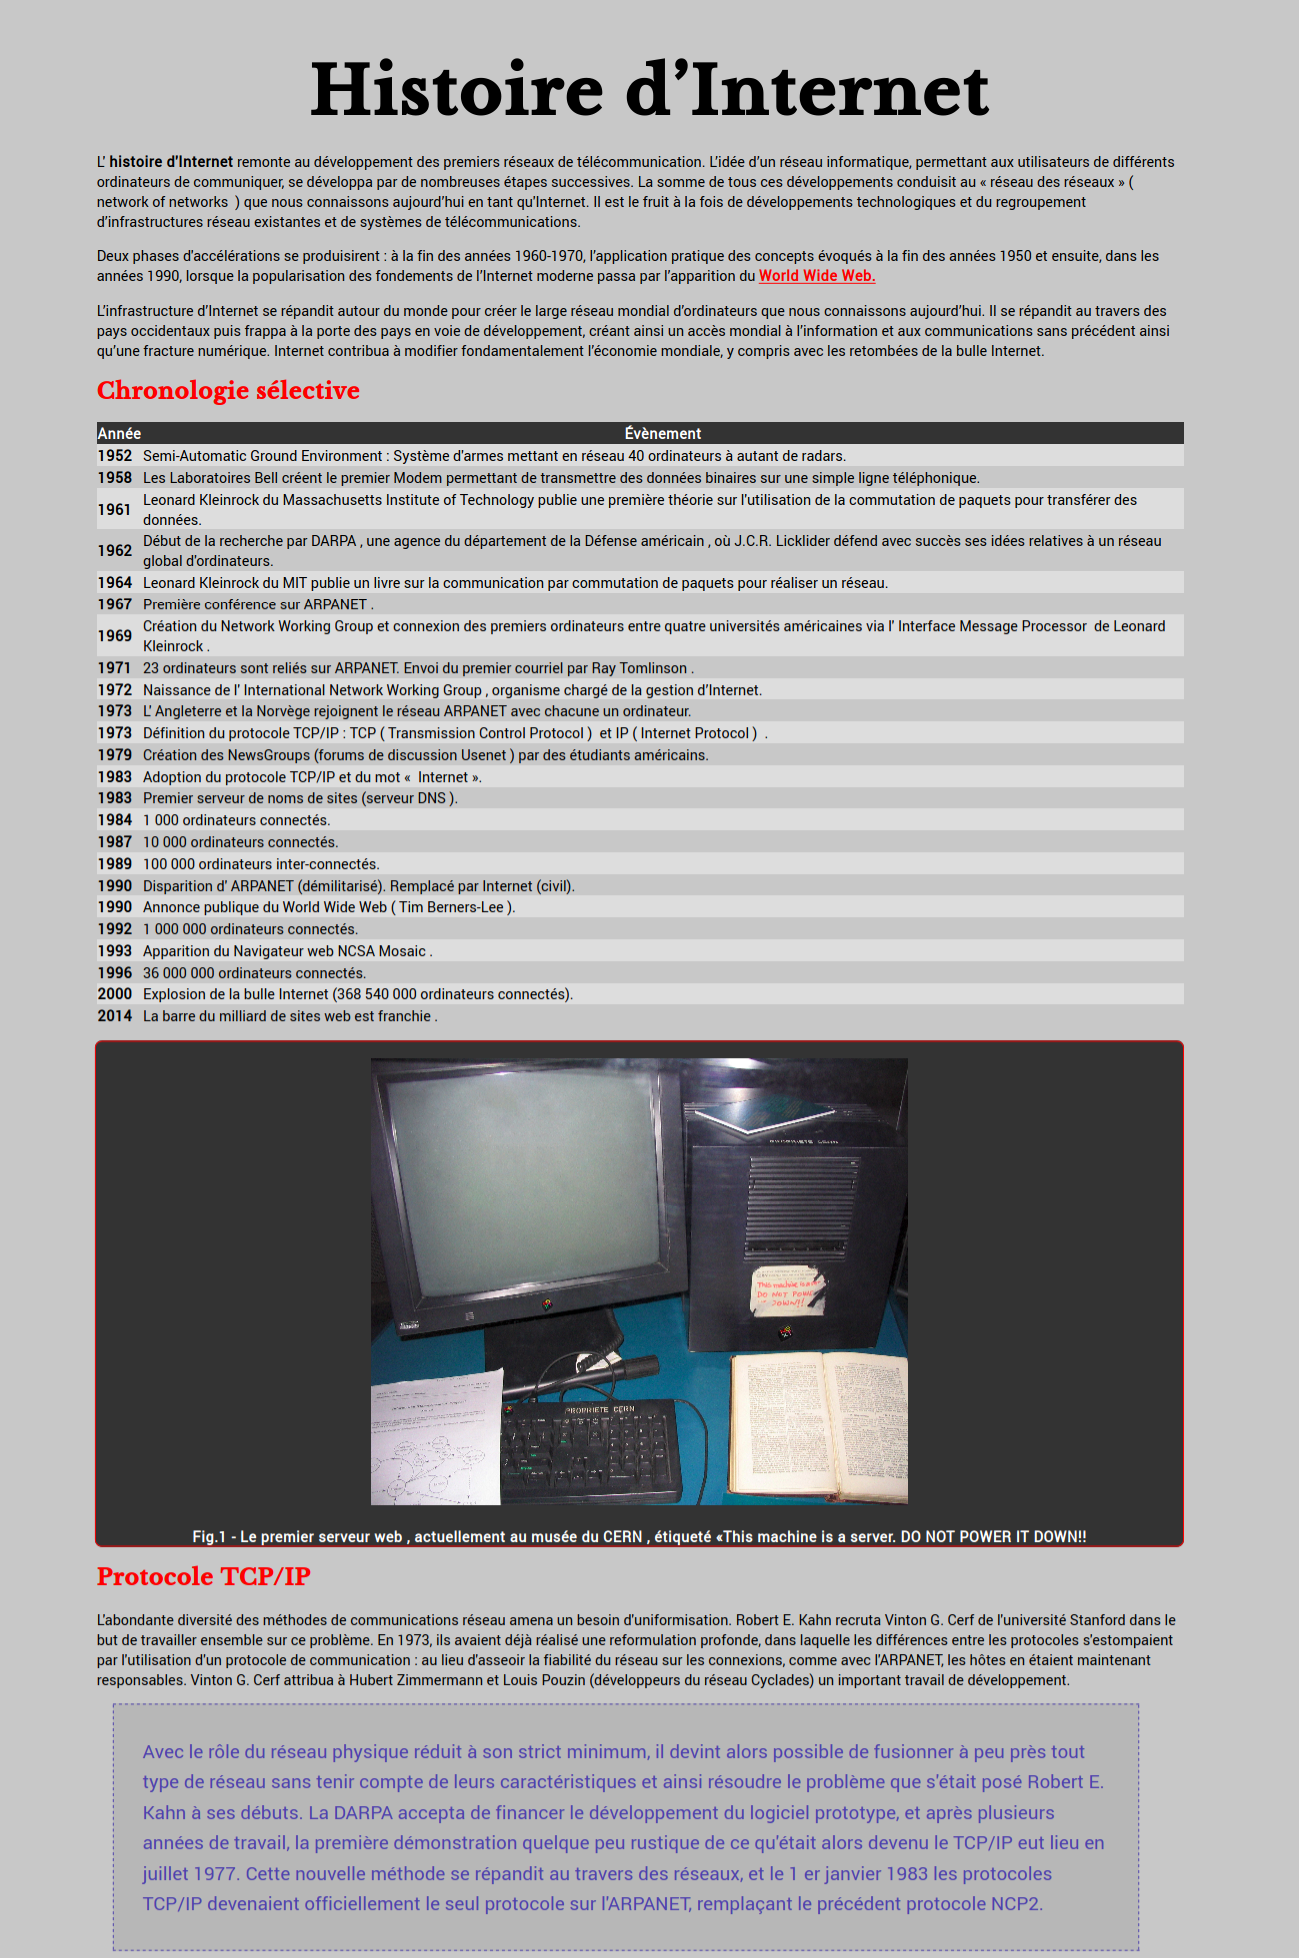 Histoire d’Internet
L’ histoire d’Internet remonte au développement des premiers réseaux de télécommunication. L’idée d’un réseau informatique, permettant aux utilisateurs de différents
ordinateurs de communiquer, se développa par de nombreuses étapes successives. La somme de tous ces développements conduisit au « réseau des réseaux » (
network of networks ) que nous connaissons aujourd’hui en tant qu’Internet. Il est le fruit à la fois de développements technologiques et du regroupement
d’infrastructures réseau existantes et de systèmes de télécommunications.
Deux phases d'accélérations se produisirent : à la fin des années 1960-1970, l’application pratique des concepts évoqués à la fin des années 1950 et ensuite, dans les
années 1990, lorsque la popularisation des fondements de l’Internet moderne passa par l’apparition du World Wide Web.
L’infrastructure d’Internet se répandit autour du monde pour créer le large réseau mondial d’ordinateurs que nous connaissons aujourd’hui. Il se répandit au travers des
pays occidentaux puis frappa à la porte des pays en voie de développement, créant ainsi un accès mondial à l’information et aux communications sans précédent ainsi
qu’une fracture numérique. Internet contribua à modifier fondamentalement l’économie mondiale, y compris avec les retombées de la bulle Internet.
Chronologie sélective
Année Évènement
1952 Semi-Automatic Ground Environment : Système d'armes mettant en réseau 40 ordinateurs à autant de radars.
1958 Les Laboratoires Bell créent le premier Modem permettant de transmettre des données binaires sur une simple ligne téléphonique.
1961 Leonard Kleinrock du Massachusetts Institute of Technology publie une première théorie sur l’utilisation de la commutation de paquets pour transférer des
données.
1962 Début de la recherche par DARPA , une agence du département de la Défense américain , où J.C.R. Licklider défend avec succès ses idées relatives à un réseau
global d’ordinateurs.
1964 Leonard Kleinrock du MIT publie un livre sur la communication par commutation de paquets pour réaliser un réseau.
1967 Première conférence sur ARPANET .
1969 Création du Network Working Group et connexion des premiers ordinateurs entre quatre universités américaines via l’ Interface Message Processor de Leonard
Kleinrock .
1971 23 ordinateurs sont reliés sur ARPANET. Envoi du premier courriel par Ray Tomlinson .
1972 Naissance de l’ International Network Working Group , organisme chargé de la gestion d’Internet.
1973 L’ Angleterre et la Norvège rejoignent le réseau ARPANET avec chacune un ordinateur.
1973 Définition du protocole TCP/IP : TCP ( Transmission Control Protocol ) et IP ( Internet Protocol ) .
1979 Création des NewsGroups (forums de discussion Usenet ) par des étudiants américains.
1983 Adoption du protocole TCP/IP et du mot « Internet ».
1983 Premier serveur de noms de sites (serveur DNS ).
1984 1 000 ordinateurs connectés.
1987 10 000 ordinateurs connectés.
1989 100 000 ordinateurs inter-connectés.
1990 Disparition d’ ARPANET (démilitarisé). Remplacé par Internet (civil).
1990 Annonce publique du World Wide Web ( Tim Berners-Lee ).
1992 1 000 000 ordinateurs connectés.
1993 Apparition du Navigateur web NCSA Mosaic .
1996 36 000 000 ordinateurs connectés.
2000 Explosion de la bulle Internet (368 540 000 ordinateurs connectés).
2014 La barre du milliard de sites web est franchie .
PROPRIETE CERN
Fig.1 - Le premier serveur web , actuellement au musée du CERN , étiqueté «This machine is a server. DO NOT POWER IT DOWN!!
Protocole TCP/IP
L'abondante diversité des méthodes de communications réseau amena un besoin d'uniformisation. Robert E. Kahn recruta Vinton G. Cerf de l'université Stanford dans le
but de travailler ensemble sur ce problème. En 1973, ils avaient déjà réalisé une reformulation profonde, dans laquelle les différences entre les protocoles s'estompaient
par l'utilisation d'un protocole de communication : au lieu d'asseoir la fiabilité du réseau sur les connexions, comme avec l'ARPANET, les hôtes en étaient maintenant
responsables. Vinton G. Cerf attribua à Hubert Zimmermann et Louis Pouzin (développeurs du réseau Cyclades) un important travail de développement.
Avec le rôle du réseau physique réduit à son strict minimum, il devint alors possible de fusionner à peu près tout
type de réseau sans tenir compte de leurs caractéristiques et ainsi résoudre le problème que s'était posé Robert E.
Kahn à ses débuts. La DARPA accepta de financer le développement du logiciel prototype, et après plusieurs
années de travail, la première démonstration quelque peu rustique de ce qu'était alors devenu le TCP/IP eut lieu en
juillet 1977. Cette nouvelle méthode se répandit au travers des réseaux, et le 1 er janvier 1983 les protocoles
TCP/IP devenaient officiellement le seul protocole sur l'ARPANET, remplaçant le précédent protocole NCP2.